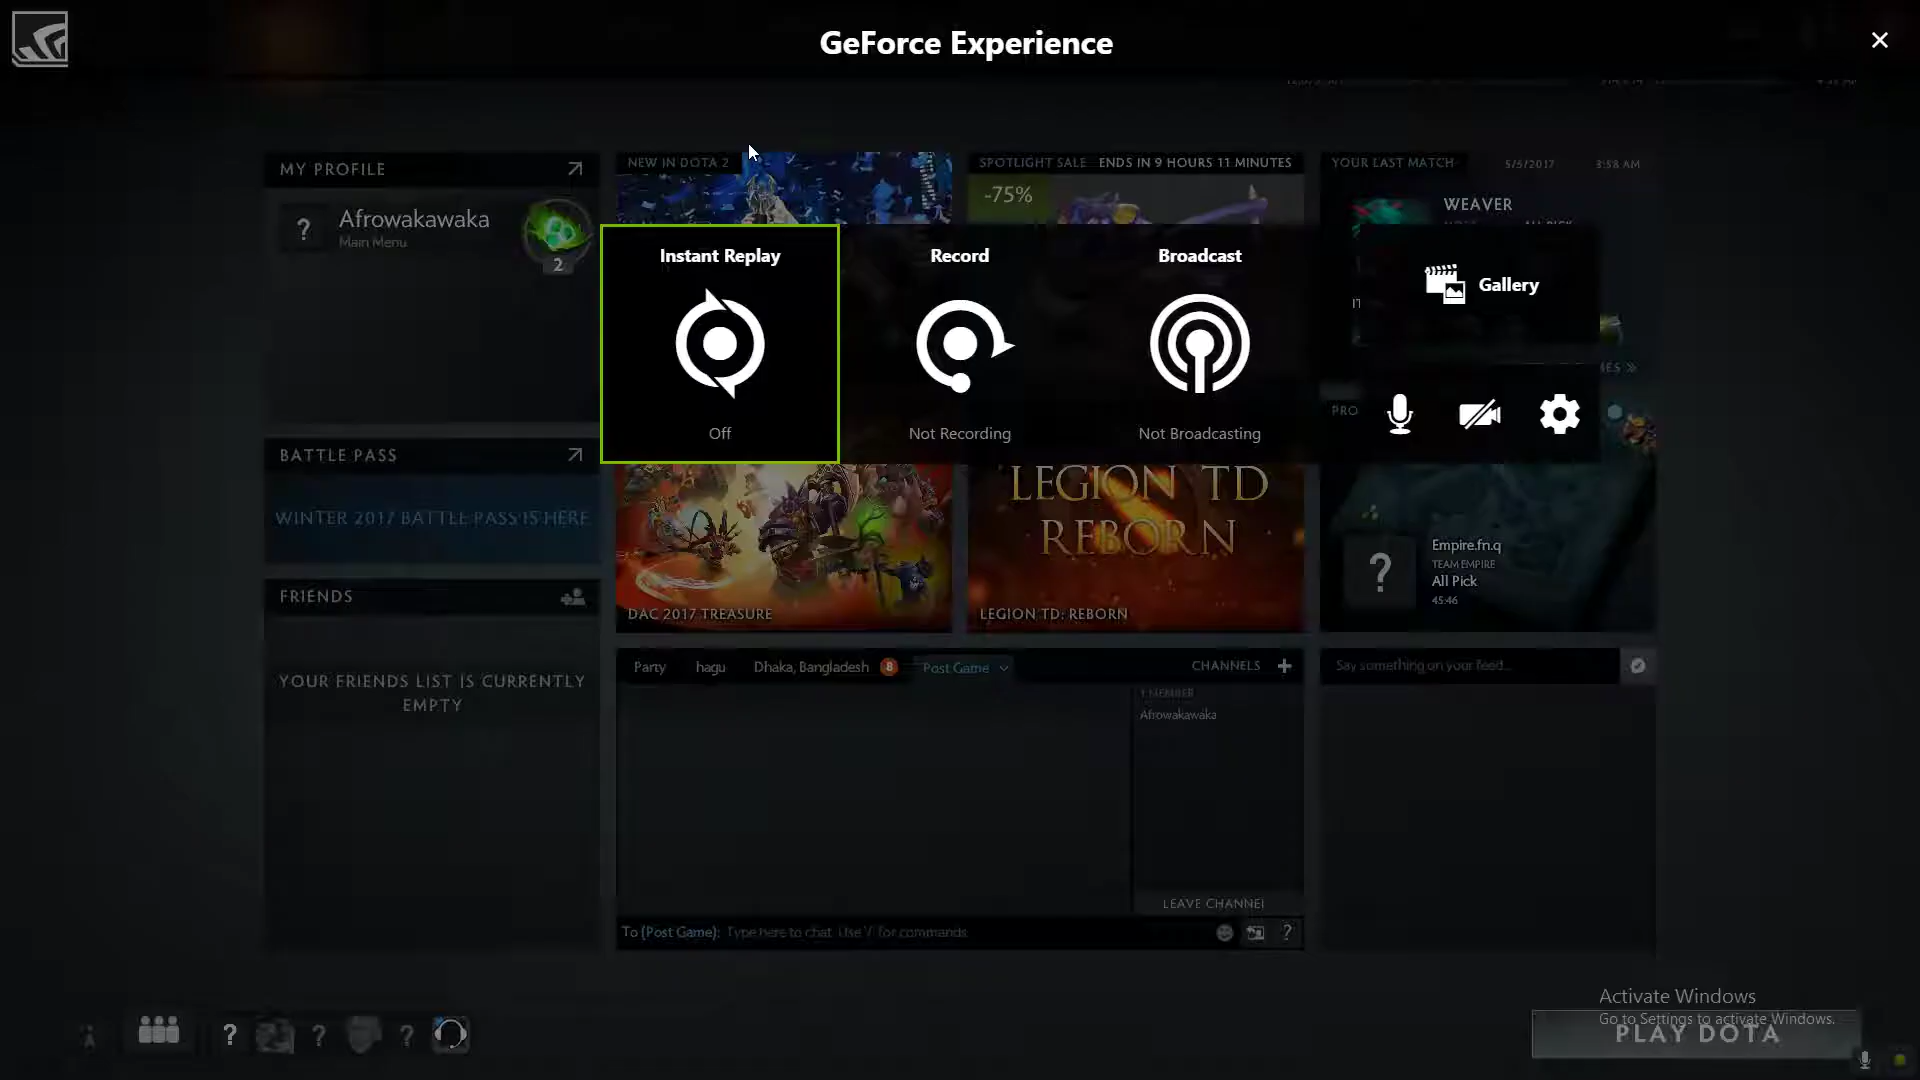 GeForce Experience
MY PROFILE
?
Afrowakawaka
Main Menu
2
NEW IN DOTA 2
SPOTLIGHT SALE ENDS IN 9 HOURS 11 MINUTES
-75%
YOUR LAST MATCH
5/5/2017
3:58 AM
WEAVER
ALL PICK
Instant Replay
Off
Record
Not Recording
Broadcast
Not Broadcasting
Gallery
PRO
BATTLE PASS
WINTER 2017 BATTLE PASS IS HERE
DAC 2017 TREASURE
LEGION TD
REBORN
LEGION TD: REBORN
?
Empire.fn.q
TEAM EMPIRE
All Pick
45:46
FRIENDS
YOUR FRIENDS LIST IS CURRENTLY
EMPTY
Party
hagu
Dhaka, Bangladesh
8
Post Game
CHANNELS
1 MEMBER
Afrowakawaka
LEAVE CHANNEL
Say something on your feed...
To (Post Game): Type here to chat. Use '/' for commands.
?
? ? ?
Activate Windows
Go to Settings to activate Windows.
PLAY DOTA